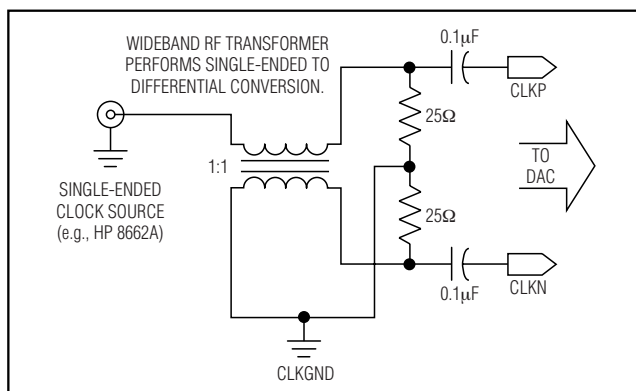 WIDEBAND RF TRANSFORMER
PERFORMS SINGLE-ENDED TO
DIFFERENTIAL CONVERSION.
0.1μF
CLKP
25Ω
1:1
TO
DAC
SINGLE-ENDED
CLOCK SOURCE
(e.g., HP 8662A)
25Ω
0.1μF
CLKN
CLKGND